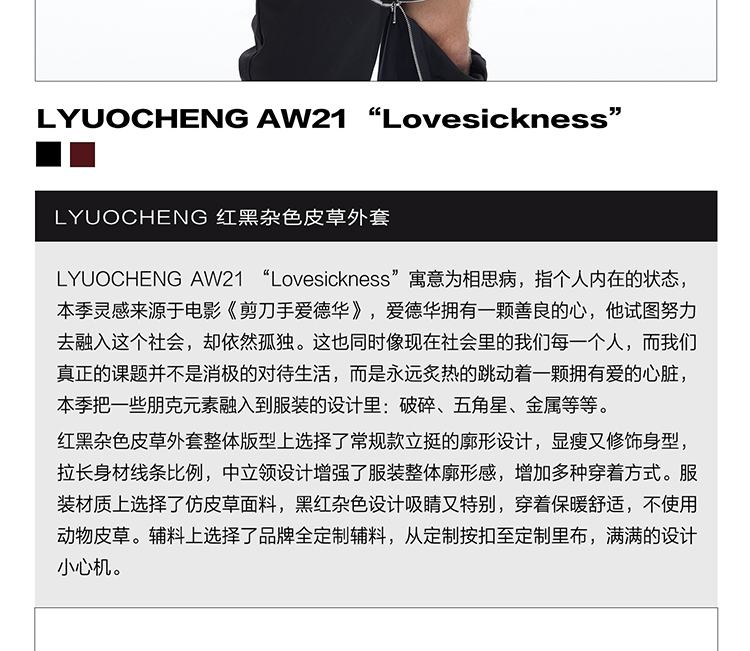 LYUOCHENG AW21 “Lovesickness”
LYUOCHENG 红黑杂色皮草外套
LYUOCHENG AW21 “Lovesickness”寓意为相思病，指个人内在的状态，
本季灵感来源于电影《剪刀手爱德华》，爱德华拥有一颗善良的心，他试图努力
去融入这个社会，却依然孤独。这也同时像现在社会里的我们每一个人，而我们
真正的课题并不是消极的对待生活，而是永远炙热的跳动着一颗拥有爱的心脏，
本季把一些朋克元素融入到服装的设计里：破碎、五角星、金属等等。
红黑杂色皮草外套整体版型上选择了常规款立挺的廓形设计，显瘦又修饰身型，
拉长身材线条比例，中立领设计增强了服装整体廓形感，增加多种穿着方式。服
装材质上选择了仿皮草面料，黑红杂色设计吸睛又特别，穿着保暖舒适，不使用
动物皮草。辅料上选择了品牌全定制辅料，从定制按扣至定制里布，满满的设计
小心机。